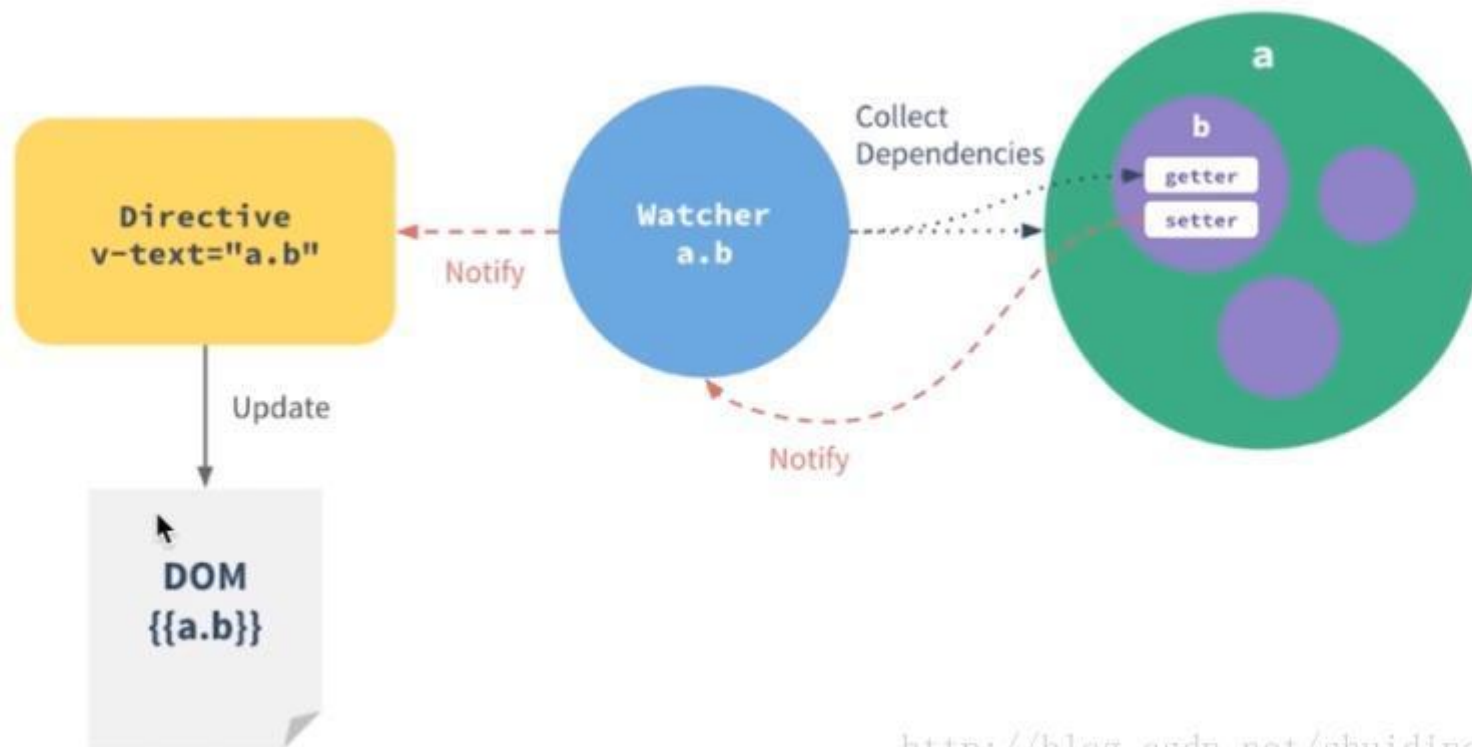 a
b
getter
setter
Collect
Dependencies
Watcher
a.b
Directive
v-text="a.b"
Notify
Notify
Update
DOM
{{a.b}}